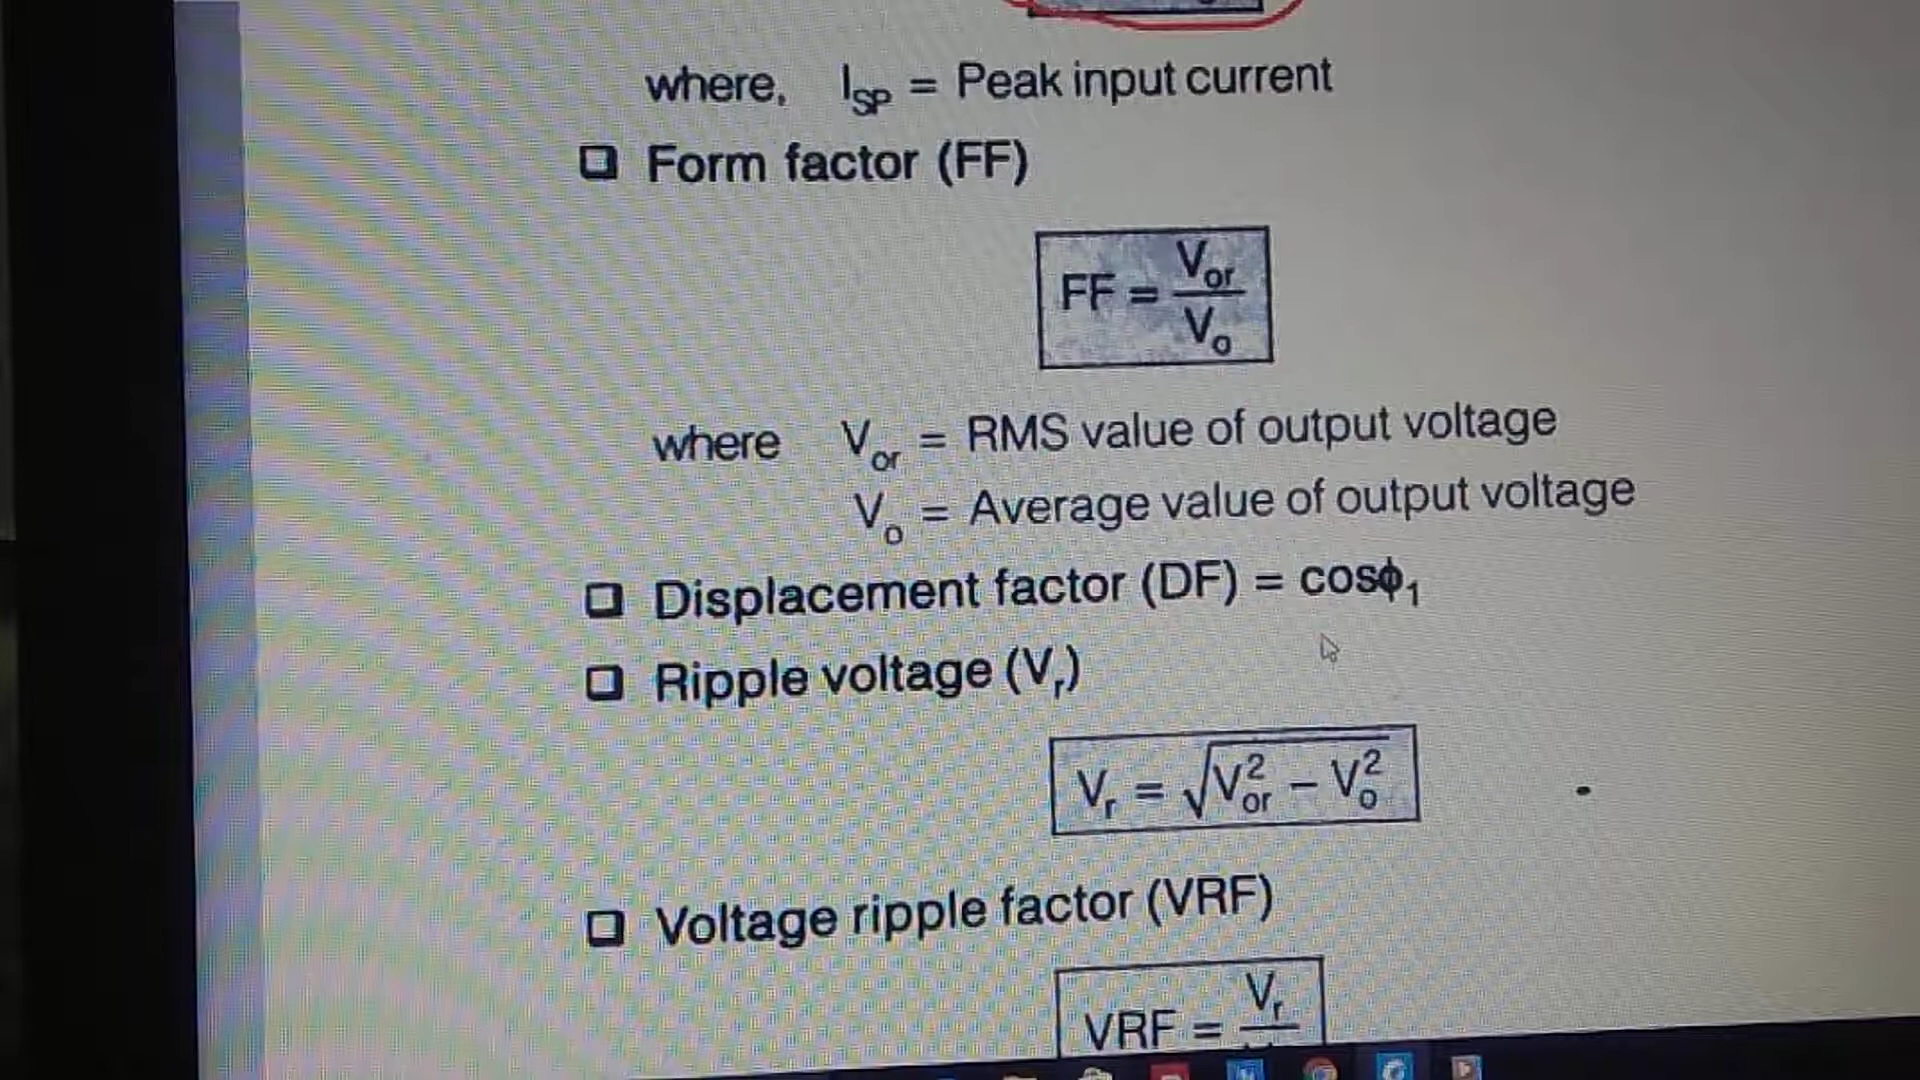 where, I_SP = Peak input current
❑ Form factor (FF)
FF = V_or / V_o
where V_or = RMS value of output voltage
V_o = Average value of output voltage
❑ Displacement factor (DF) = cosϕ₁
❑ Ripple voltage (V_r)
V_r = √(V_or² – V_o²)
❑ Voltage ripple factor (VRF)
VRF = V_r